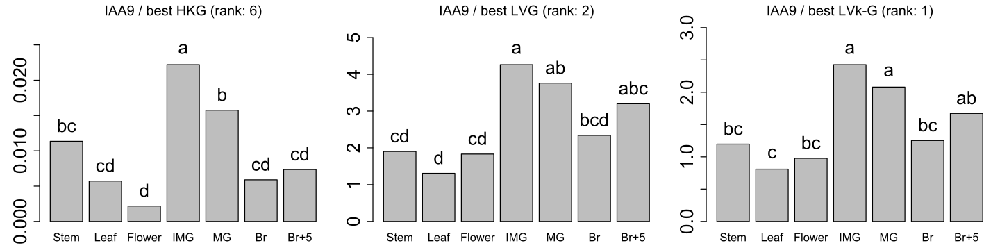 IAA9 / best HKG (rank: 6)
0.020
0.010
0.000
a
b
bc
cd
d
cd
cd
Stem Leaf Flower IMG MG Br Br+5
IAA9 / best LVG (rank: 2)
5
4
3
2
1
0
a
ab
abc
bcd
cd
d
cd
Stem Leaf Flower IMG MG Br Br+5
IAA9 / best LVk-G (rank: 1)
3.0
2.0
1.0
0.0
a
a
ab
bc
c
bc
bc
Stem Leaf Flower IMG MG Br Br+5